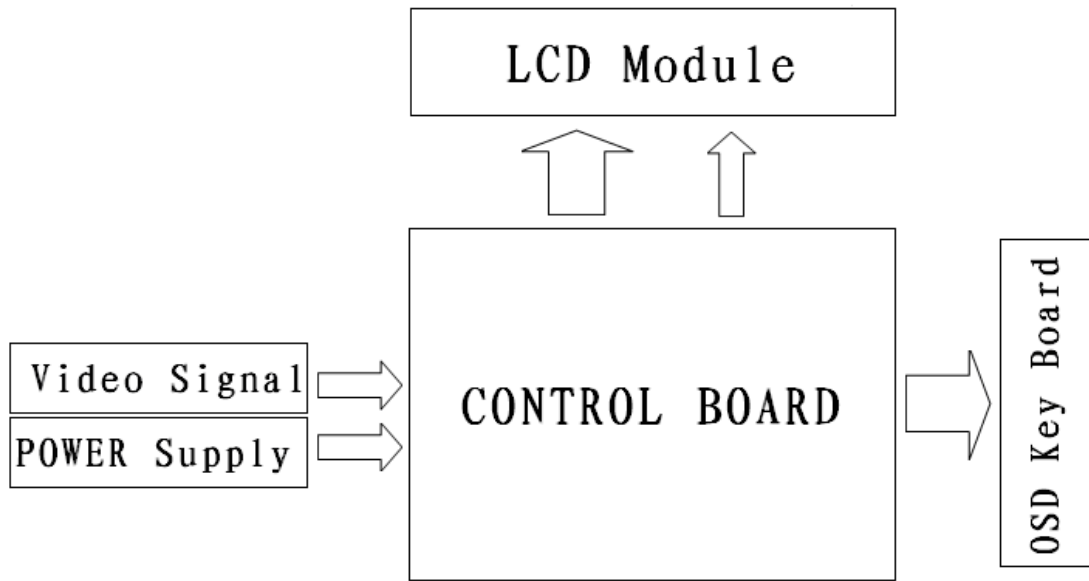 LCD Module
Video Signal
POWER Supply
CONTROL BOARD
OSD Key Board